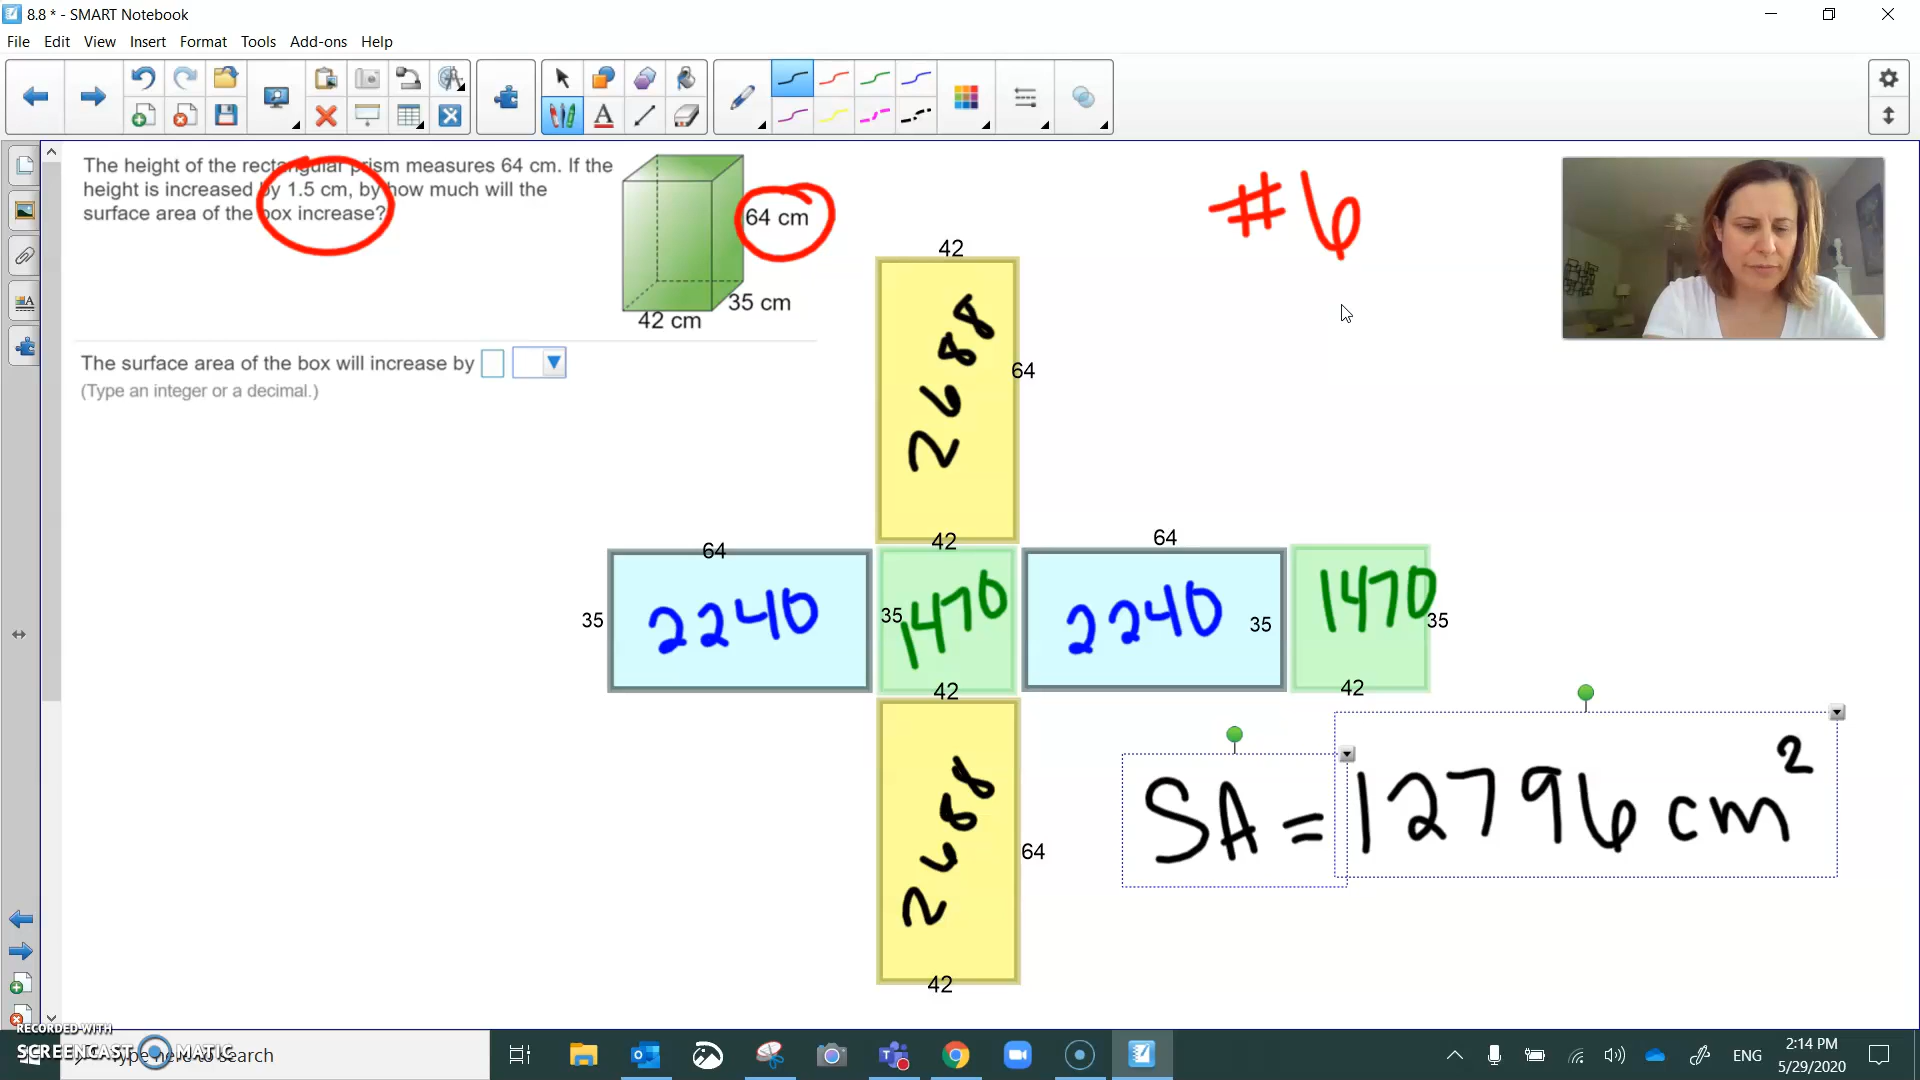 8.8 * - SMART Notebook
File Edit View Insert Format Tools Add-ons Help
The height of the rectangular prism measures 64 cm. If the
height is increased by 1.5 cm, by how much will the
surface area of the box increase?
64 cm
35 cm
42 cm
#6
The surface area of the box will increase by
(Type an integer or a decimal.)
42
2688
64
42
64
64
35
2240
35
1470
2240
35
1470
35
42
42
2688
64
42
SA = 12796 cm²
RECORDED WITH
SCREENCAST MATIC
Type here to search
ENG
2:14 PM
5/29/2020